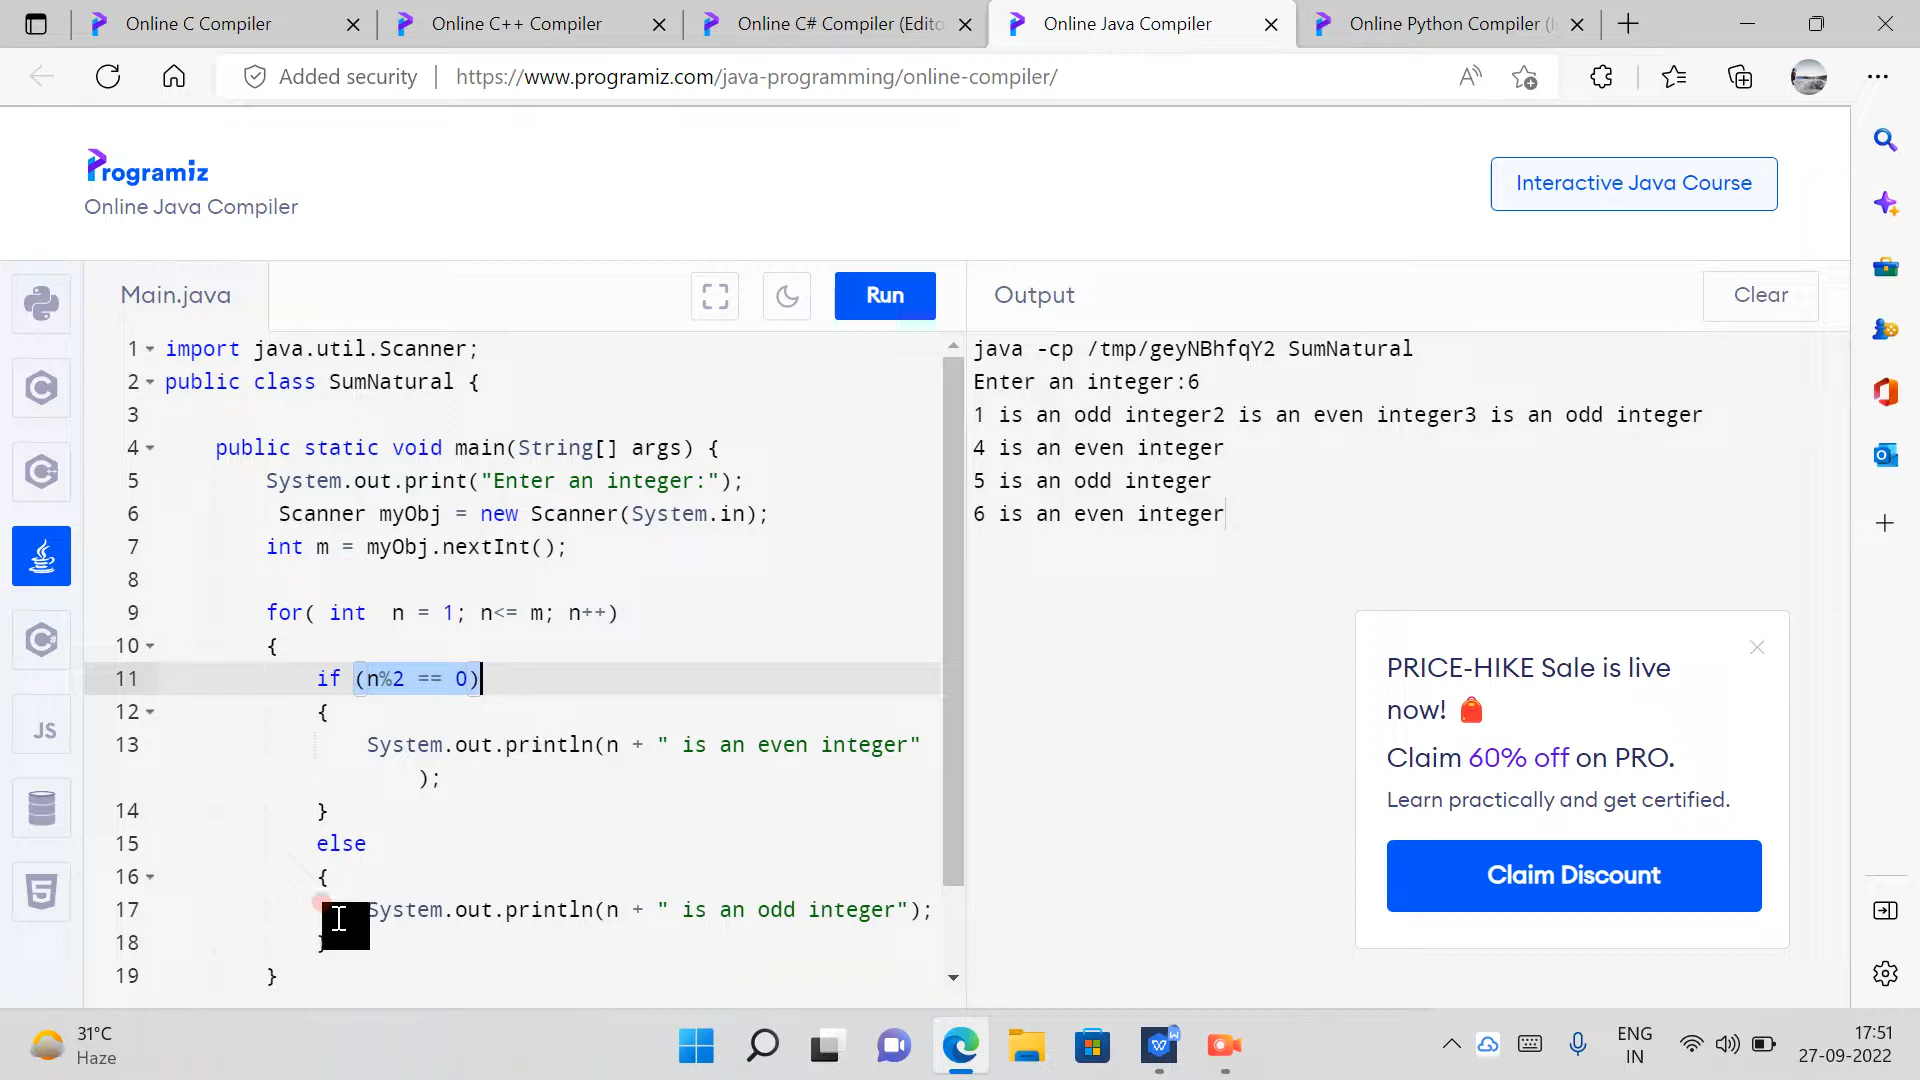 Online C Compiler
Online C++ Compiler
Online C# Compiler (Edito
Online Java Compiler
Online Python Compiler (I
Added security
https://www.programiz.com/java-programming/online-compiler/
Programiz
Online Java Compiler
Interactive Java Course
Main.java
Run
Output
Clear
1 import java.util.Scanner;
2 public class SumNatural {
3
4 public static void main(String[] args) {
5 System.out.print("Enter an integer:");
6 Scanner myObj = new Scanner(System.in);
7 int m = myObj.nextInt();
8
9 for( int  n = 1; n<= m; n++)
10 {
11 if (n%2 == 0)
12 {
13 System.out.println(n + " is an even integer"
);
14 }
15 else
16 {
17 System.out.println(n + " is an odd integer");
18 }
19 }
java -cp /tmp/geyNBhfqY2 SumNatural
Enter an integer:6
1 is an odd integer2 is an even integer3 is an odd integer
4 is an even integer
5 is an odd integer
6 is an even integer
PRICE-HIKE Sale is live
now!
Claim 60% off on PRO.
Learn practically and get certified.
Claim Discount
JS
31°C
Haze
ENG
IN
17:51
27-09-2022